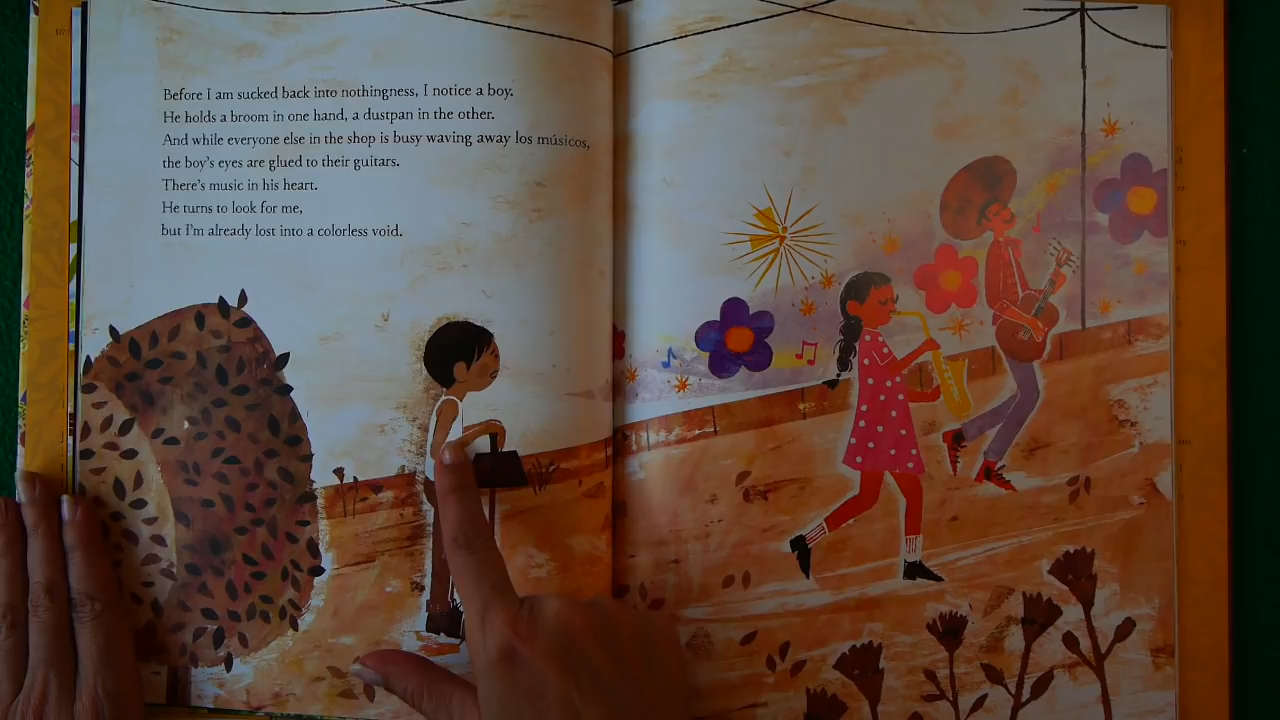 Before I am sucked back into nothingness, I notice a boy.
He holds a broom in one hand, a dustpan in the other.
And while everyone else in the shop is busy waving away los músicos,
the boy's eyes are glued to their guitars.
There's music in his heart.
He turns to look for me,
but I'm already lost into a colorless void.